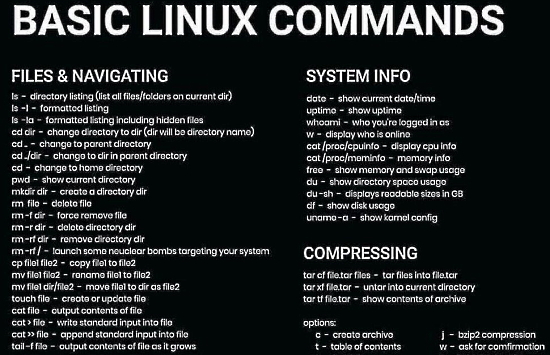 BASIC LINUX COMMANDS
FILES & NAVIGATING
ls - directory listing (list all files/folders on current dir)
ls -l - formatted listing
ls -la - formatted listing including hidden files
cd dir - change directory to dir (dir will be directory name)
cd .. - change to parent directory
cd ../dir - change to dir in parent directory
cd - change to home directory
pwd - show current directory
mkdir dir - create a directory dir
rm file - delete file
rm -f dir - force remove file
rm -r dir - delete directory dir
rm -rf dir - remove directory dir
rm -rf / - launch some neuclear bombs targeting your system
cp file1 file2 - copy file1 to file2
mv file1 file2 - rename file1 to file2
mv file1 dir/file2 - move file1 to dir as file2
touch file - create or update file
cat file - output contents of file
cat > file - write standard input into file
cat >> file - append standard input into file
tail -f file - output contents of file as it grows
SYSTEM INFO
date - show current date/time
uptime - show uptime
whoami - who you're logged in as
w - display who is online
cat /proc/cpuinfo - display cpu info
cat /proc/meminfo - memory info
free - show memory and swap usage
du - show directory space usage
du -sh - displays readable sizes in GB
df - show disk usage
uname -a - show kernel config
COMPRESSING
tar cf file.tar files - tar files into file.tar
tar xf file.tar - untar into current directory
tar tf file.tar - show contents of archive
options:
c - create archive
t - table of contents
j - bzip2 compression
w - ask for comfirmation